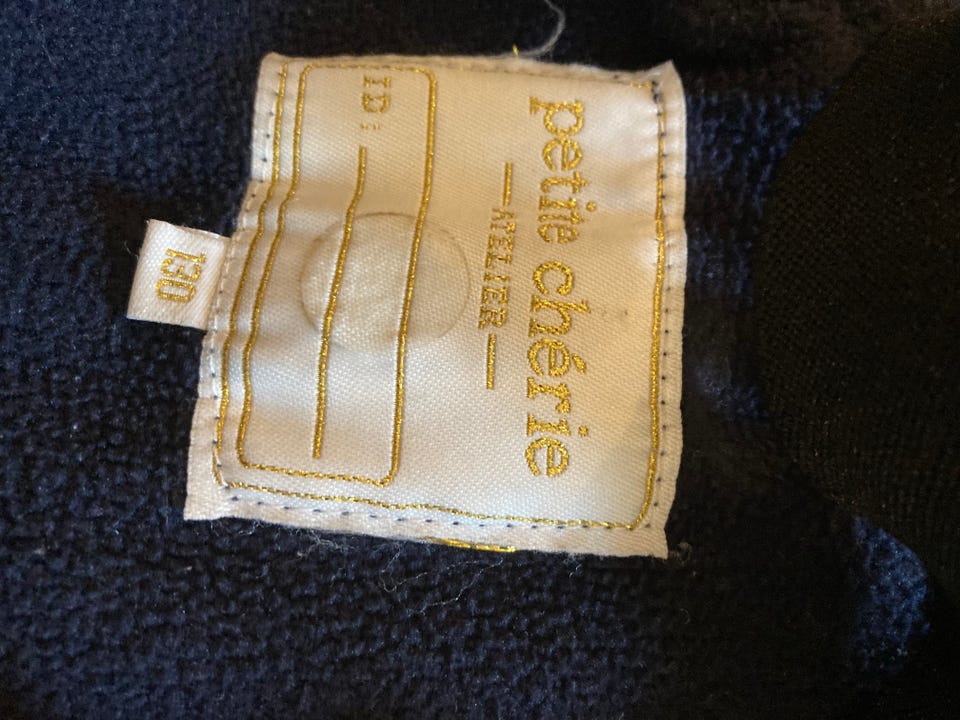 petite chérie
ATELIER
ID:
130